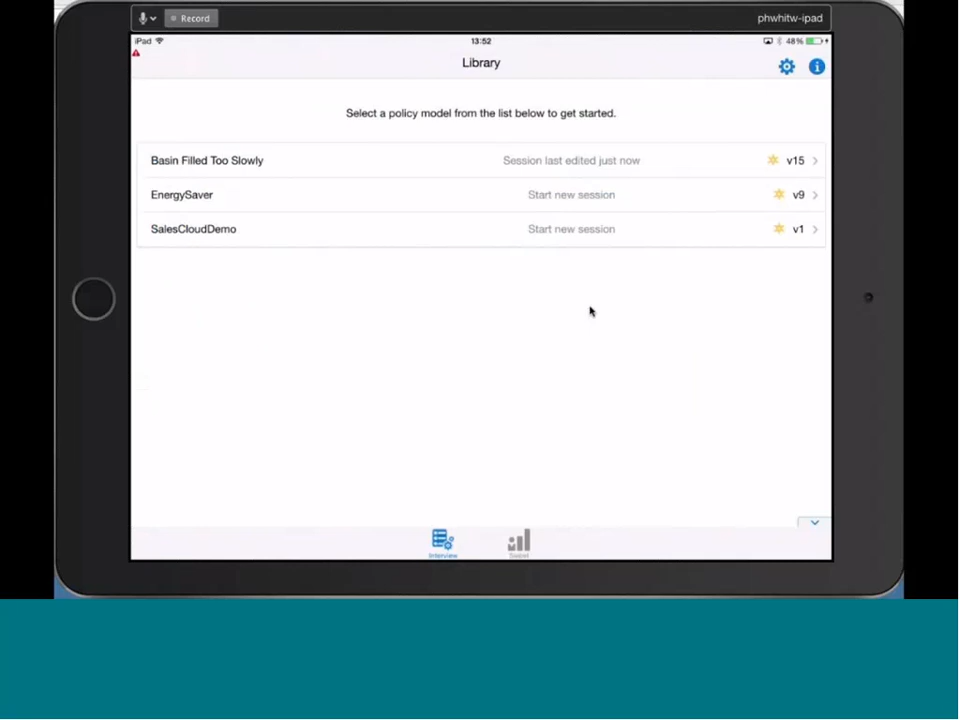 Record
phwhitw-ipad
iPad 13:52 48%
Library
Select a policy model from the list below to get started.
Basin Filled Too Slowly Session last edited just now v15
EnergySaver Start new session v9
SalesCloudDemo Start new session v1
Interview